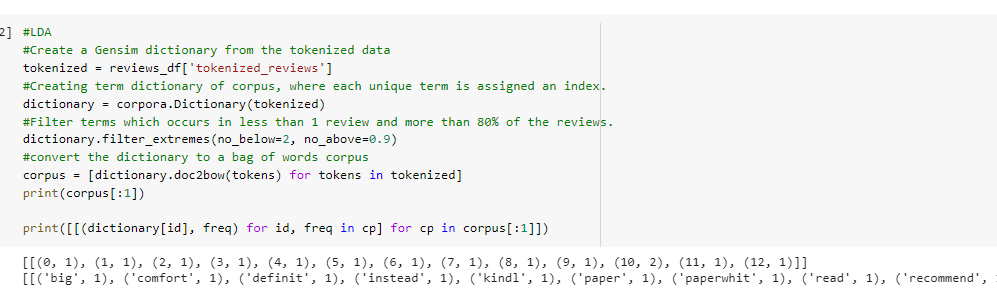 2] #LDA
#Create a Gensim dictionary from the tokenized data
tokenized = reviews_df['tokenized_reviews']
#Creating term dictionary of corpus, where each unique term is assigned an index.
dictionary = corpora.Dictionary(tokenized)
#Filter terms which occurs in less than 1 review and more than 80% of the reviews.
dictionary.filter_extremes(no_below=2, no_above=0.9)
#convert the dictionary to a bag of words corpus
corpus = [dictionary.doc2bow(tokens) for tokens in tokenized]
print(corpus[:1])
print([[(dictionary[id], freq) for id, freq in cp] for cp in corpus[:1]])
[[(0, 1), (1, 1), (2, 1), (3, 1), (4, 1), (5, 1), (6, 1), (7, 1), (8, 1), (9, 1), (10, 2), (11, 1), (12, 1)]]
[[('big', 1), ('comfort', 1), ('definit', 1), ('instead', 1), ('kindl', 1), ('paper', 1), ('paperwhit', 1), ('read', 1), ('recommend',